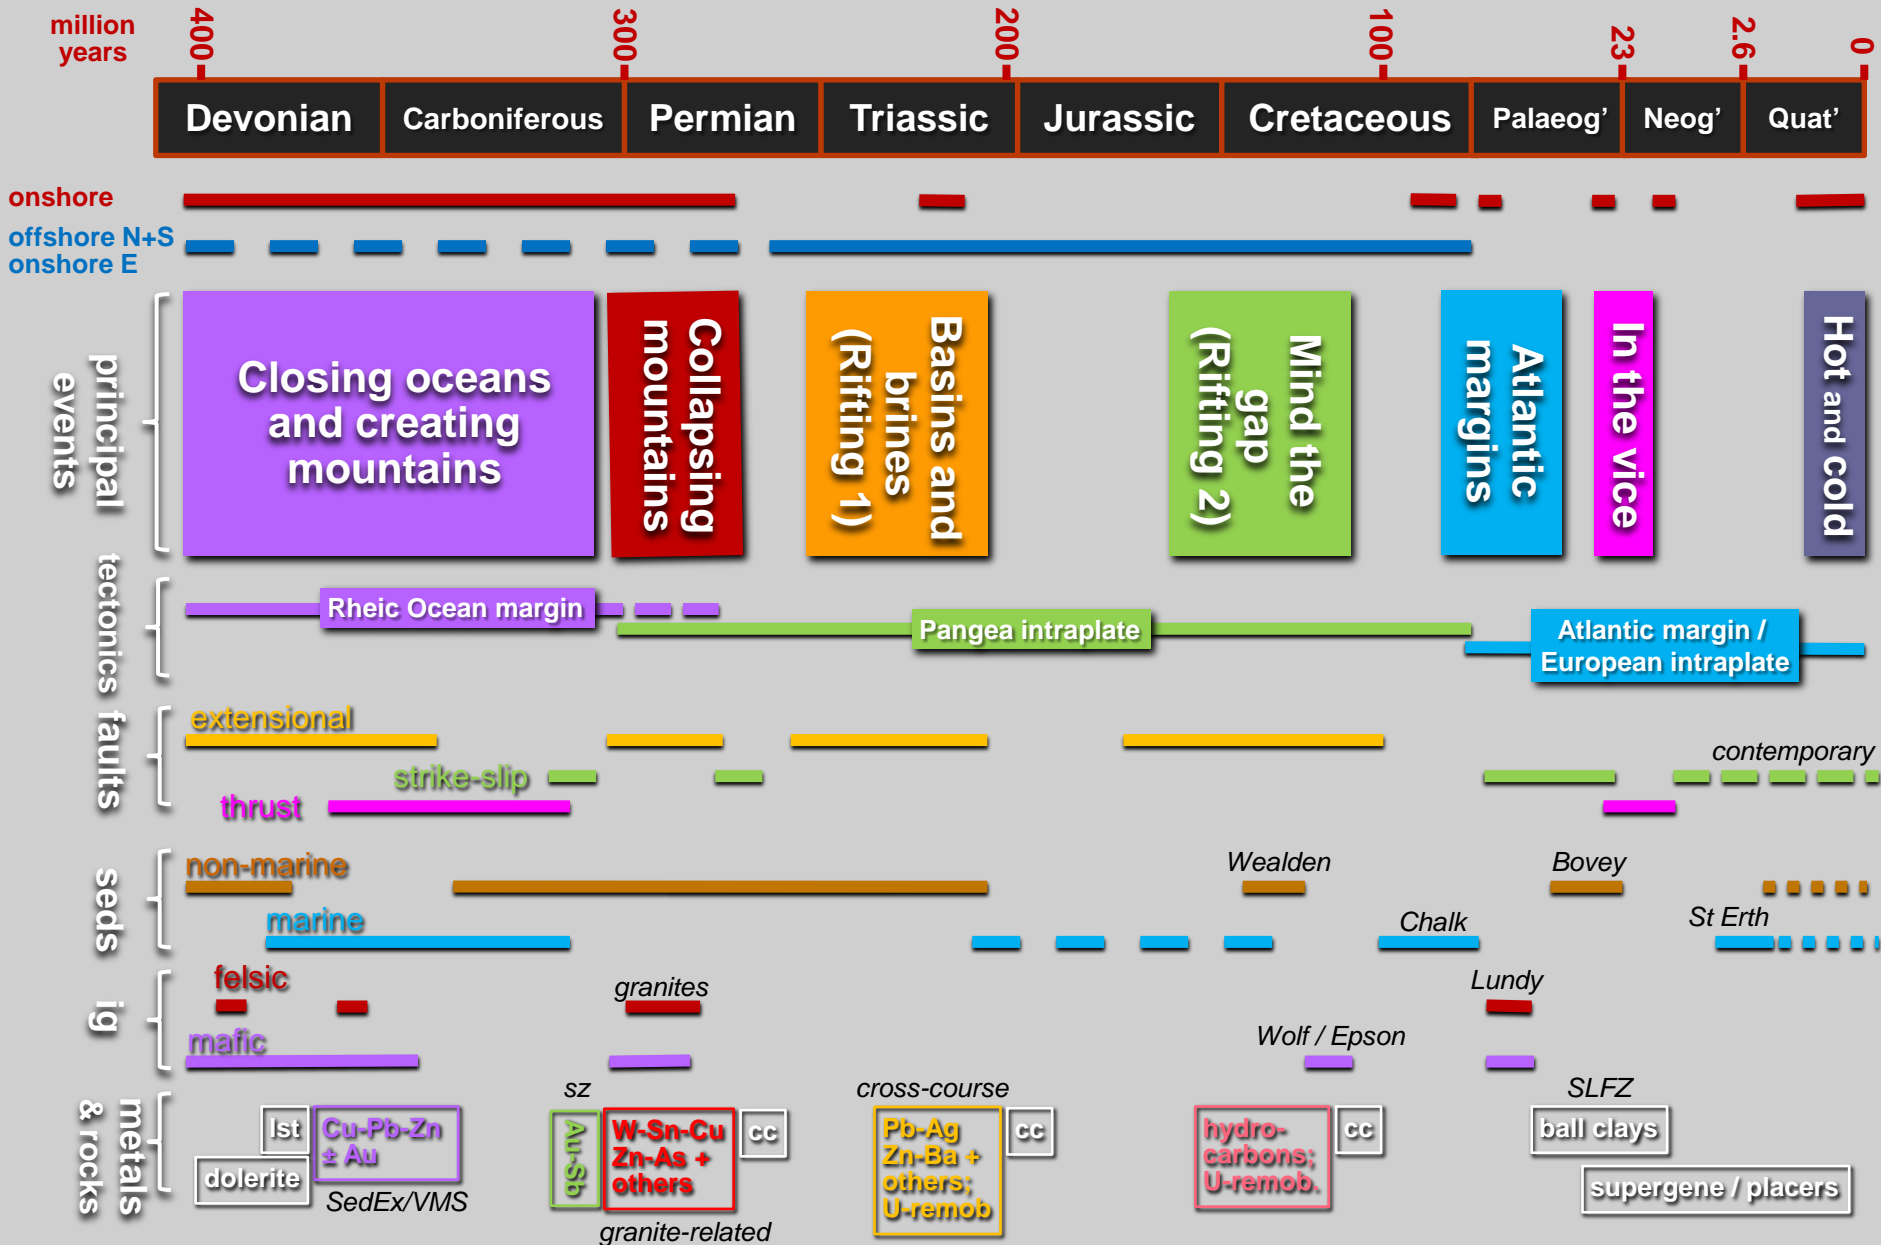 million
years
400
300
200
100
23
2.6
0
Devonian
Carboniferous
Permian
Triassic
Jurassic
Cretaceous
Palaeog’
Neog’
Quat’
onshore
offshore N+S
onshore E
principal
events
Closing oceans
and creating
mountains
Collapsing
mountains
Basins and
brines
(Rifting 1)
Mind the
gap
(Rifting 2)
Atlantic
margins
In the vice
Hot and cold
tectonics
Rheic Ocean margin
Pangea intraplate
Atlantic margin /
European intraplate
faults
extensional
strike-slip
thrust
contemporary
seds
non-marine
Wealden
Bovey
marine
Chalk
St Erth
ig
felsic
granites
Lundy
mafic
Wolf / Epson
metals
& rocks
sz
cross-course
SLFZ
lst
dolerite
Cu-Pb-Zn
± Au
SedEx/VMS
Au-Sb
W-Sn-Cu
Zn-As +
others
granite-related
cc
Pb-Ag
Zn-Ba +
others;
U-remob
cc
hydro-
carbons;
U-remob.
cc
ball clays
supergene / placers